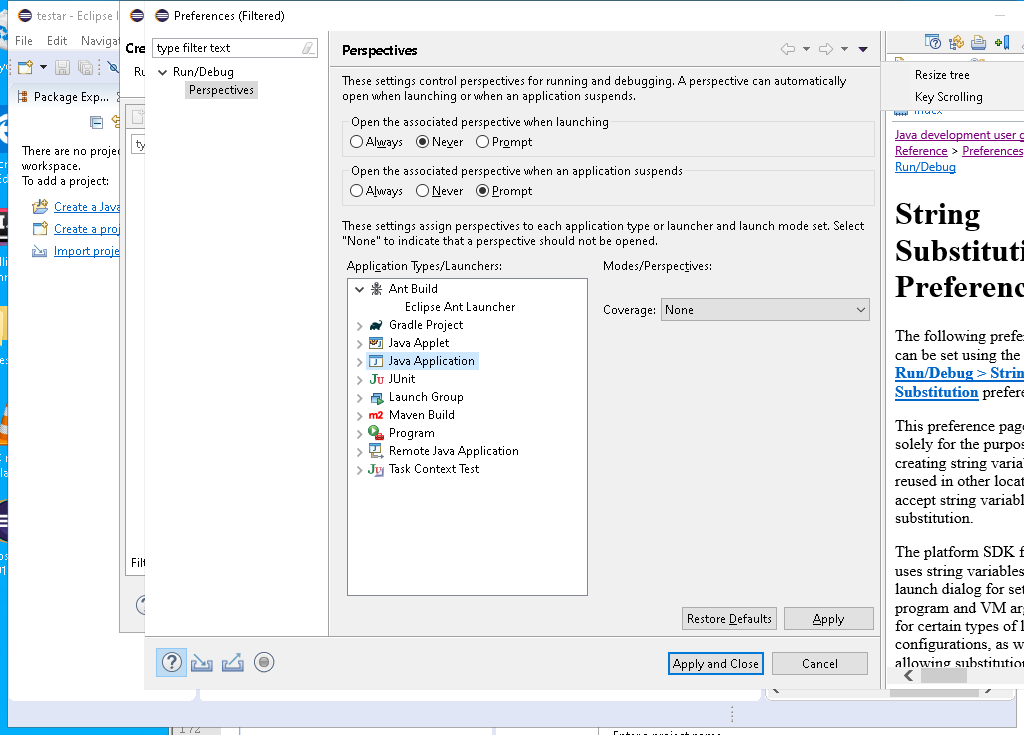 testar - Eclipse I
File Edit Navigat
Package Exp...
There are no projec
workspace.
To add a project:
Create a Java
Create a proj
Import proje
Cre
Ru
ty
Filt
Preferences (Filtered)
type filter text
Run/Debug
Perspectives
Perspectives
These settings control perspectives for running and debugging. A perspective can automatically
open when launching or when an application suspends.
Open the associated perspective when launching
Always Never Prompt
Open the associated perspective when an application suspends
Always Never Prompt
These settings assign perspectives to each application type or launcher and launch mode set. Select
"None" to indicate that a perspective should not be opened.
Application Types/Launchers:
Modes/Perspectives:
Ant Build
Eclipse Ant Launcher
Gradle Project
Java Applet
Java Application
JUnit
Launch Group
m2 Maven Build
Program
Remote Java Application
Task Context Test
Coverage: None
Restore Defaults Apply
Apply and Close Cancel
Resize tree
Key Scrolling
Index
Java development user g
Reference > Preferences
Run/Debug
String
Substituti
Preferenc
The following prefe
can be set using the
Run/Debug > Strin
Substitution prefere
This preference page
solely for the purpos
creating string varia
reused in other locat
accept string variabl
substitution.
The platform SDK f
uses string variables
launch dialog for set
program and VM arg
for certain types of l
configurations, as w
allowing substitution
172
Enter a project name